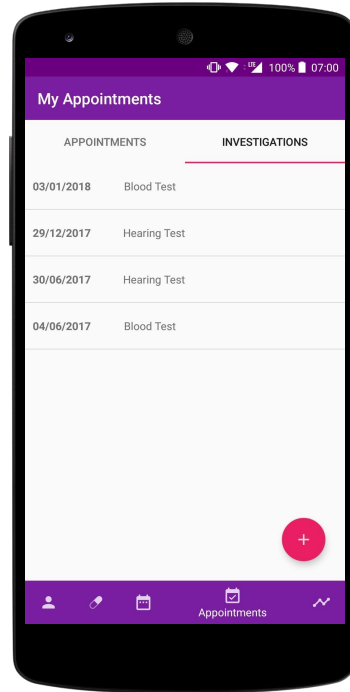 LTE 100% 07:00
My Appointments
APPOINTMENTS INVESTIGATIONS
03/01/2018 Blood Test
29/12/2017 Hearing Test
30/06/2017 Hearing Test
04/06/2017 Blood Test
+
Appointments